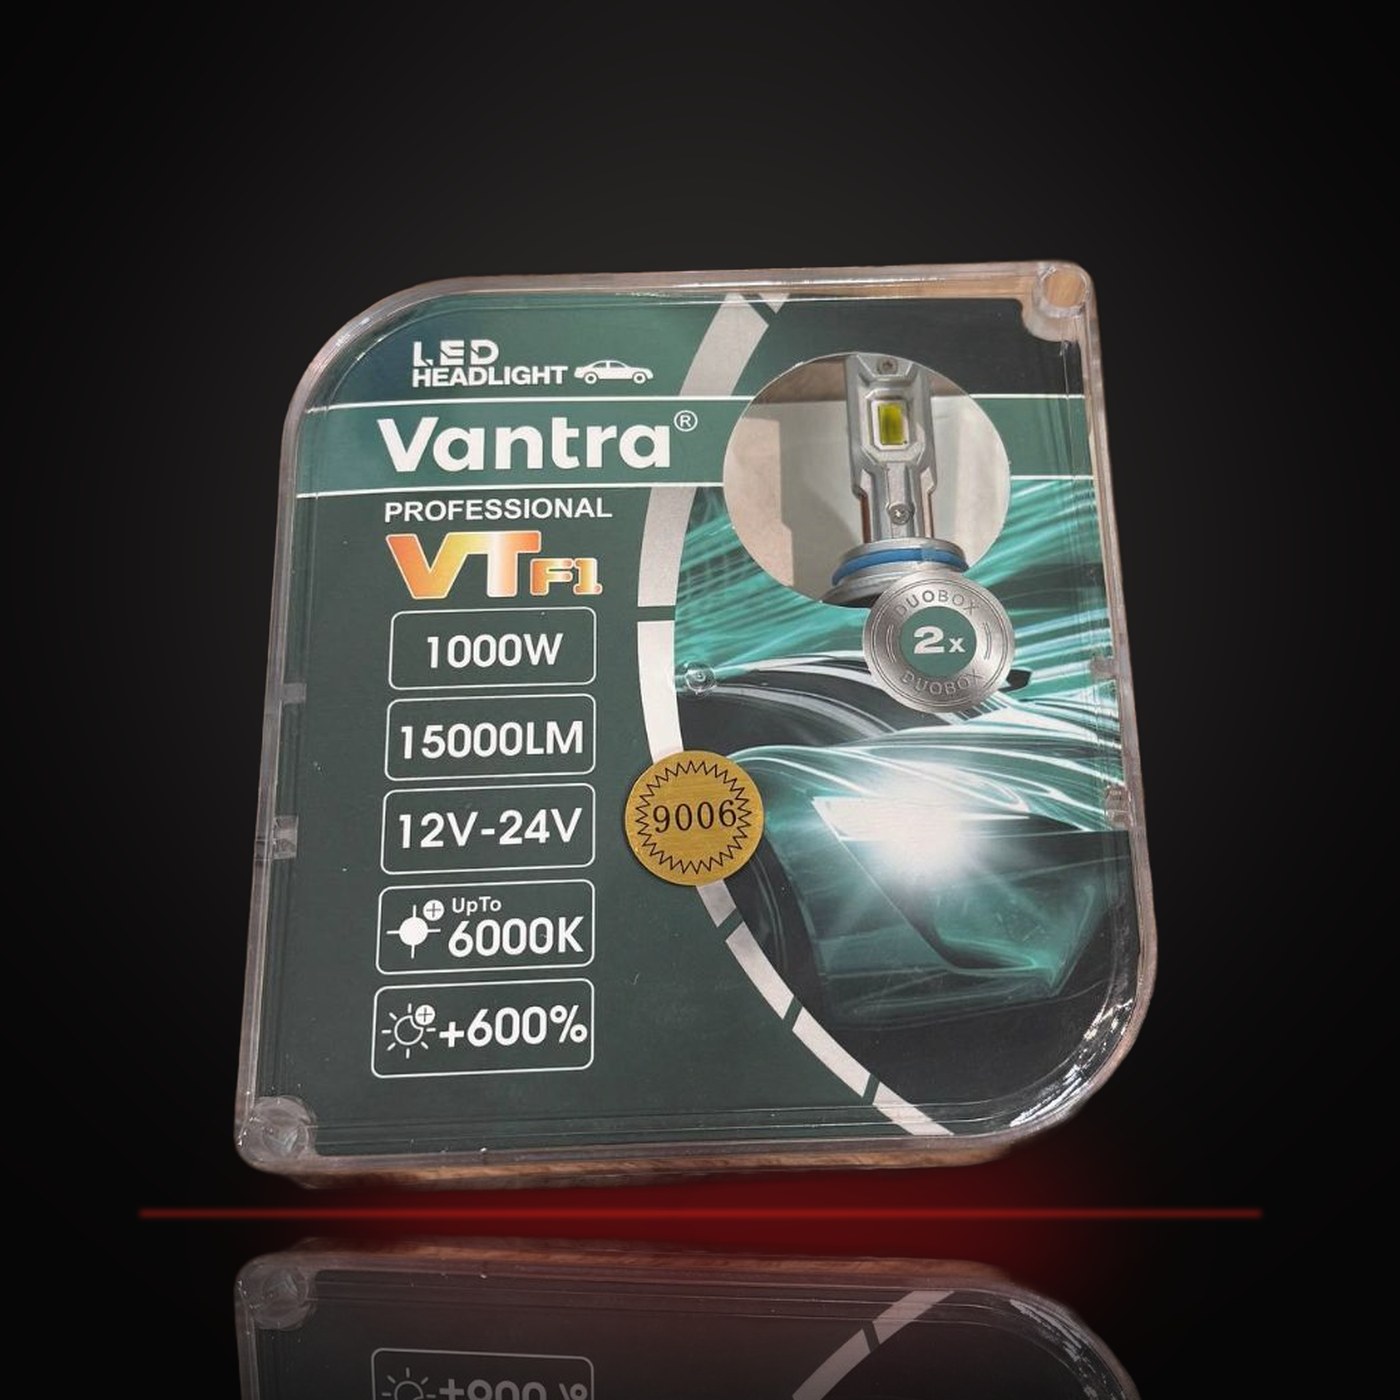 LED
HEADLIGHT
Vantra®
PROFESSIONAL
VTF1
1000W
15000LM
12V-24V
UpTo
6000K
+600%
DUOBOX
2x
DUOBOX
9006